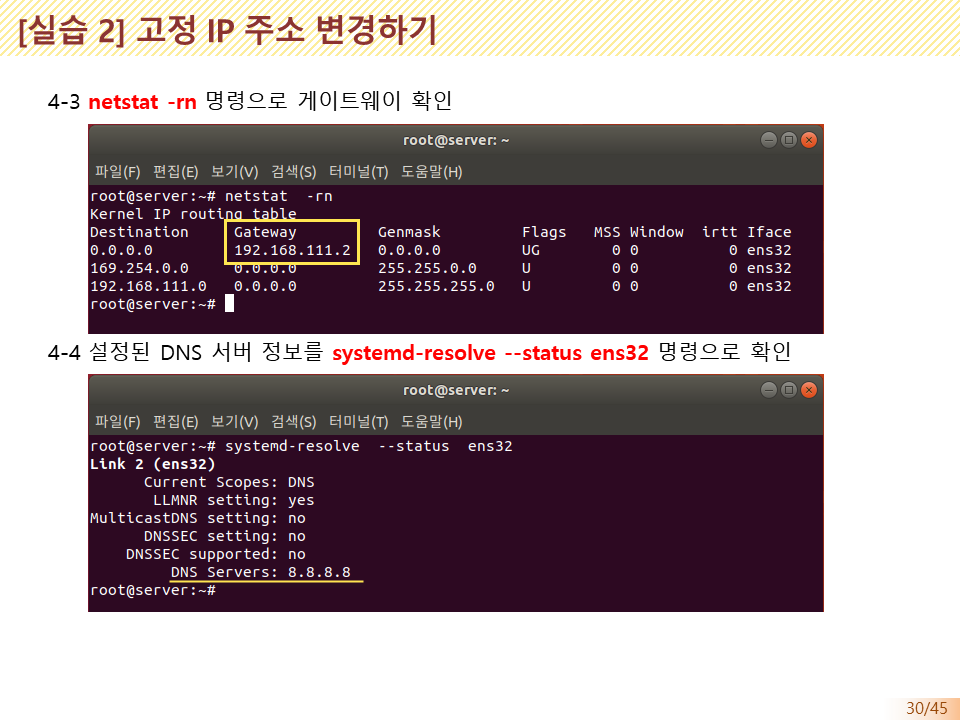 [실습 2] 고정 IP 주소 변경하기
4-3 netstat -rn 명령으로 게이트웨이 확인
root@server: ~
파일(F) 편집(E) 보기(V) 검색(S) 터미널(T) 도움말(H)
root@server:~# netstat  -rn
Kernel IP routing table
Destination     Gateway         Genmask         Flags   MSS Window  irtt Iface
0.0.0.0         192.168.111.2   0.0.0.0         UG        0 0          0 ens32
169.254.0.0     0.0.0.0         255.255.0.0     U         0 0          0 ens32
192.168.111.0   0.0.0.0         255.255.255.0   U         0 0          0 ens32
root@server:~#
4-4 설정된 DNS 서버 정보를 systemd-resolve --status ens32 명령으로 확인
root@server: ~
파일(F) 편집(E) 보기(V) 검색(S) 터미널(T) 도움말(H)
root@server:~# systemd-resolve  --status  ens32
Link 2 (ens32)
      Current Scopes: DNS
       LLMNR setting: yes
MulticastDNS setting: no
      DNSSEC setting: no
    DNSSEC supported: no
         DNS Servers: 8.8.8.8
root@server:~#
30/45